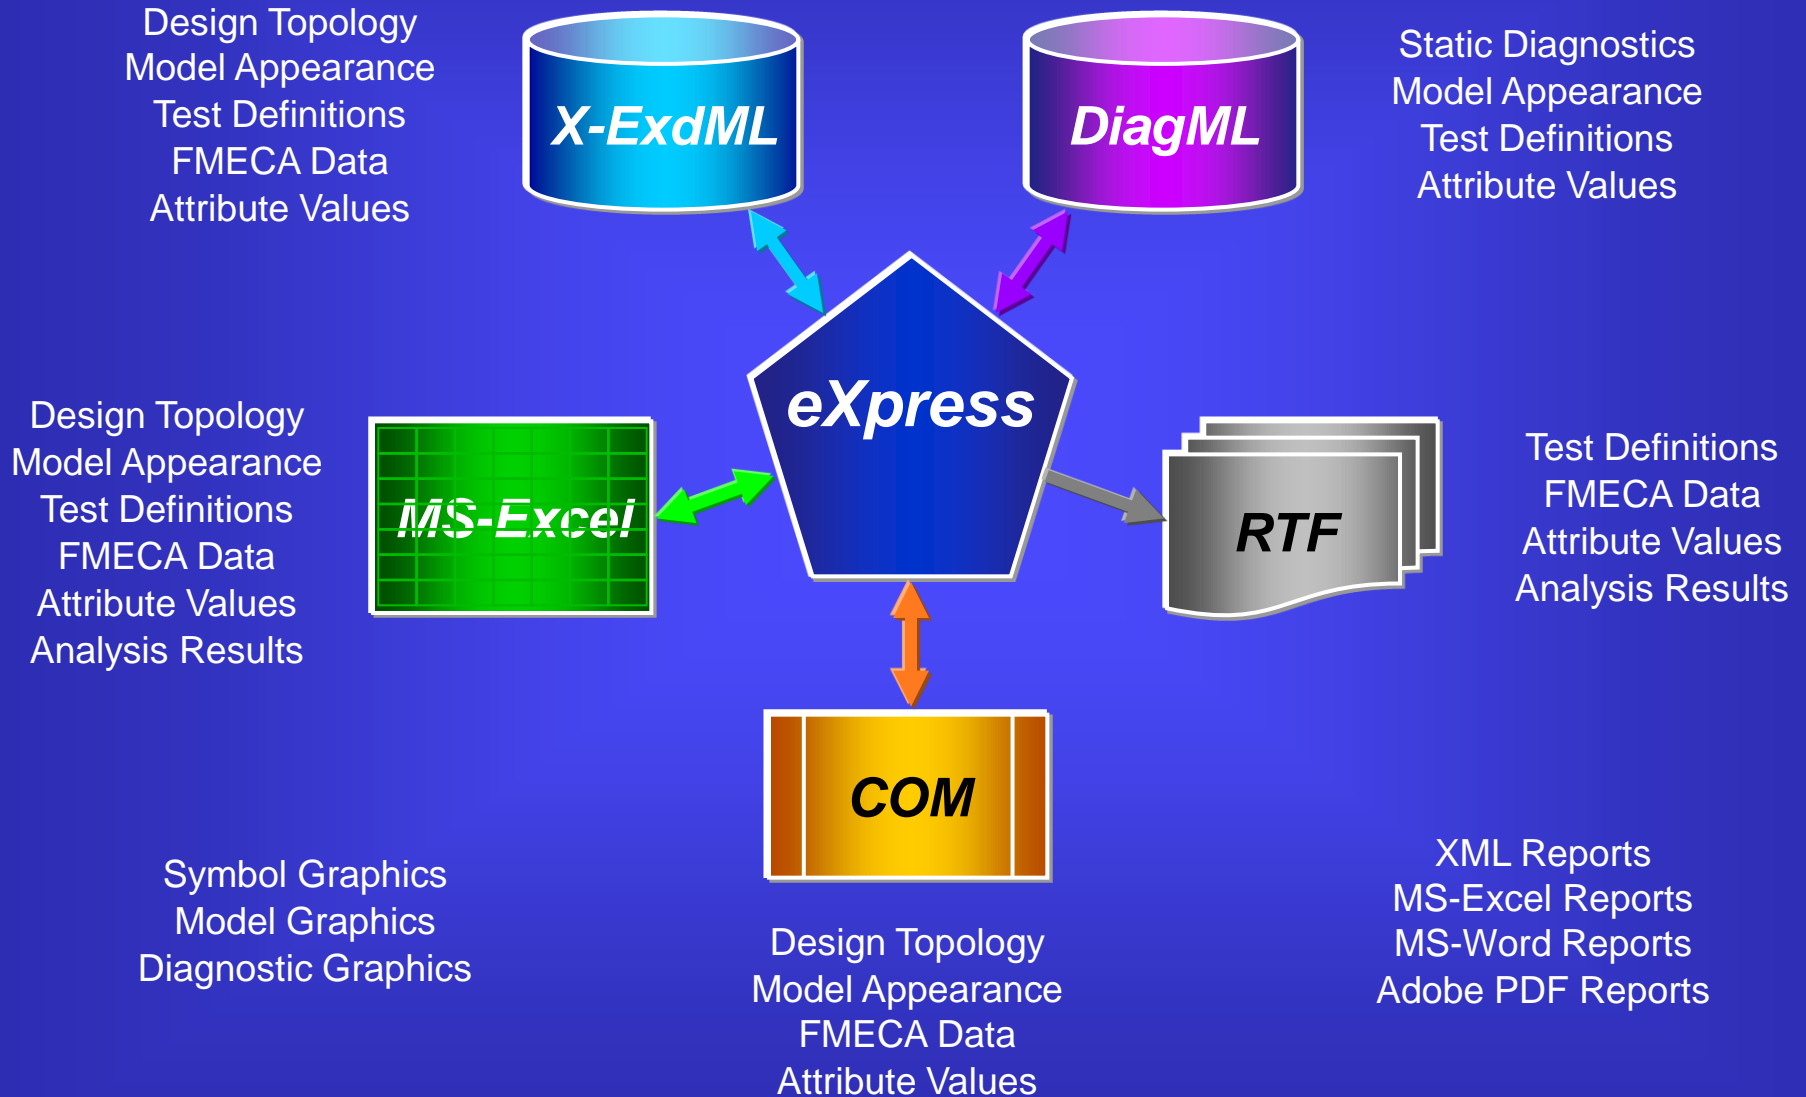 Design Topology
Model Appearance
Test Definitions
FMECA Data
Attribute Values
X-ExdML
DiagML
Static Diagnostics
Model Appearance
Test Definitions
Attribute Values
eXpress
Design Topology
Model Appearance
Test Definitions
FMECA Data
Attribute Values
Analysis Results
MS-Excel
RTF
Test Definitions
FMECA Data
Attribute Values
Analysis Results
COM
Symbol Graphics
Model Graphics
Diagnostic Graphics
Design Topology
Model Appearance
FMECA Data
Attribute Values
XML Reports
MS-Excel Reports
MS-Word Reports
Adobe PDF Reports